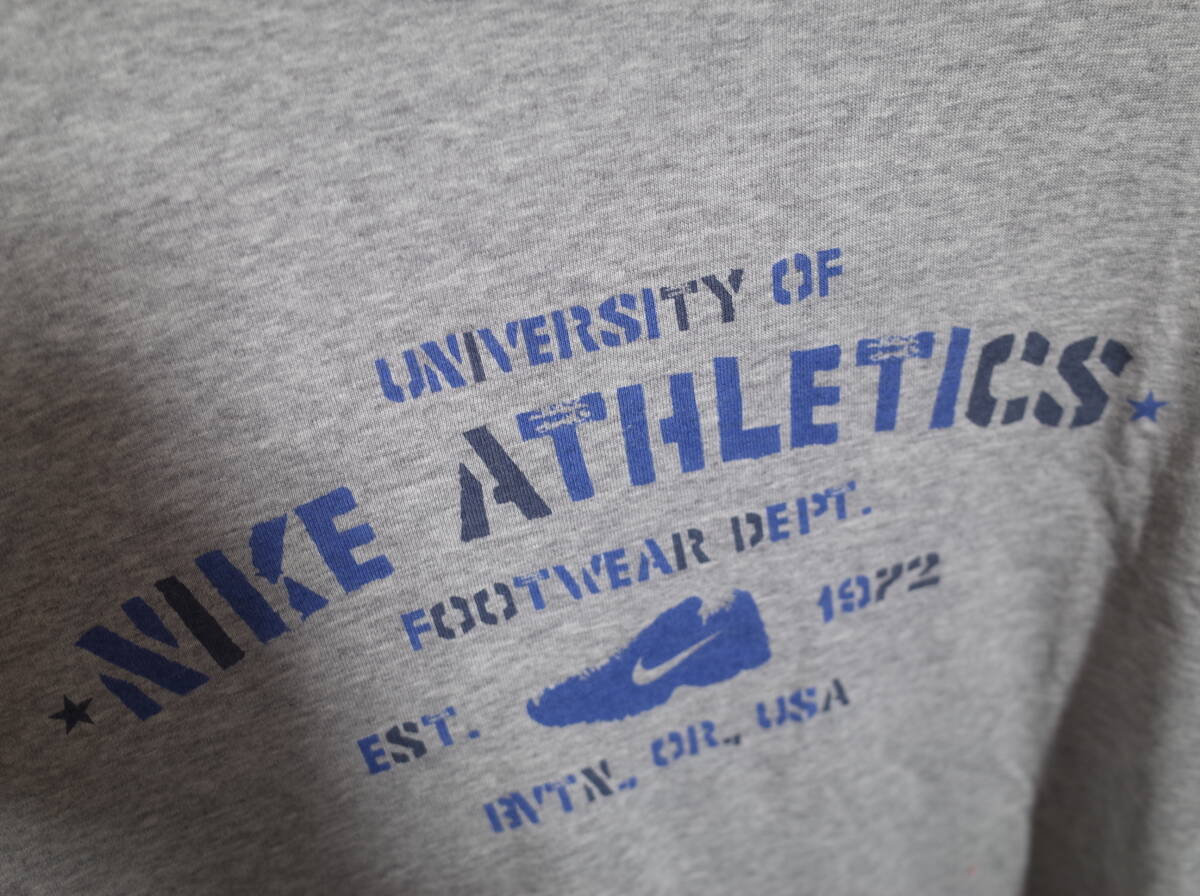 UNIVERSITY OF
NIKE ATHLETICS
FOOTWEAR DEPT.
EST. 1972
BVTN., OR., USA